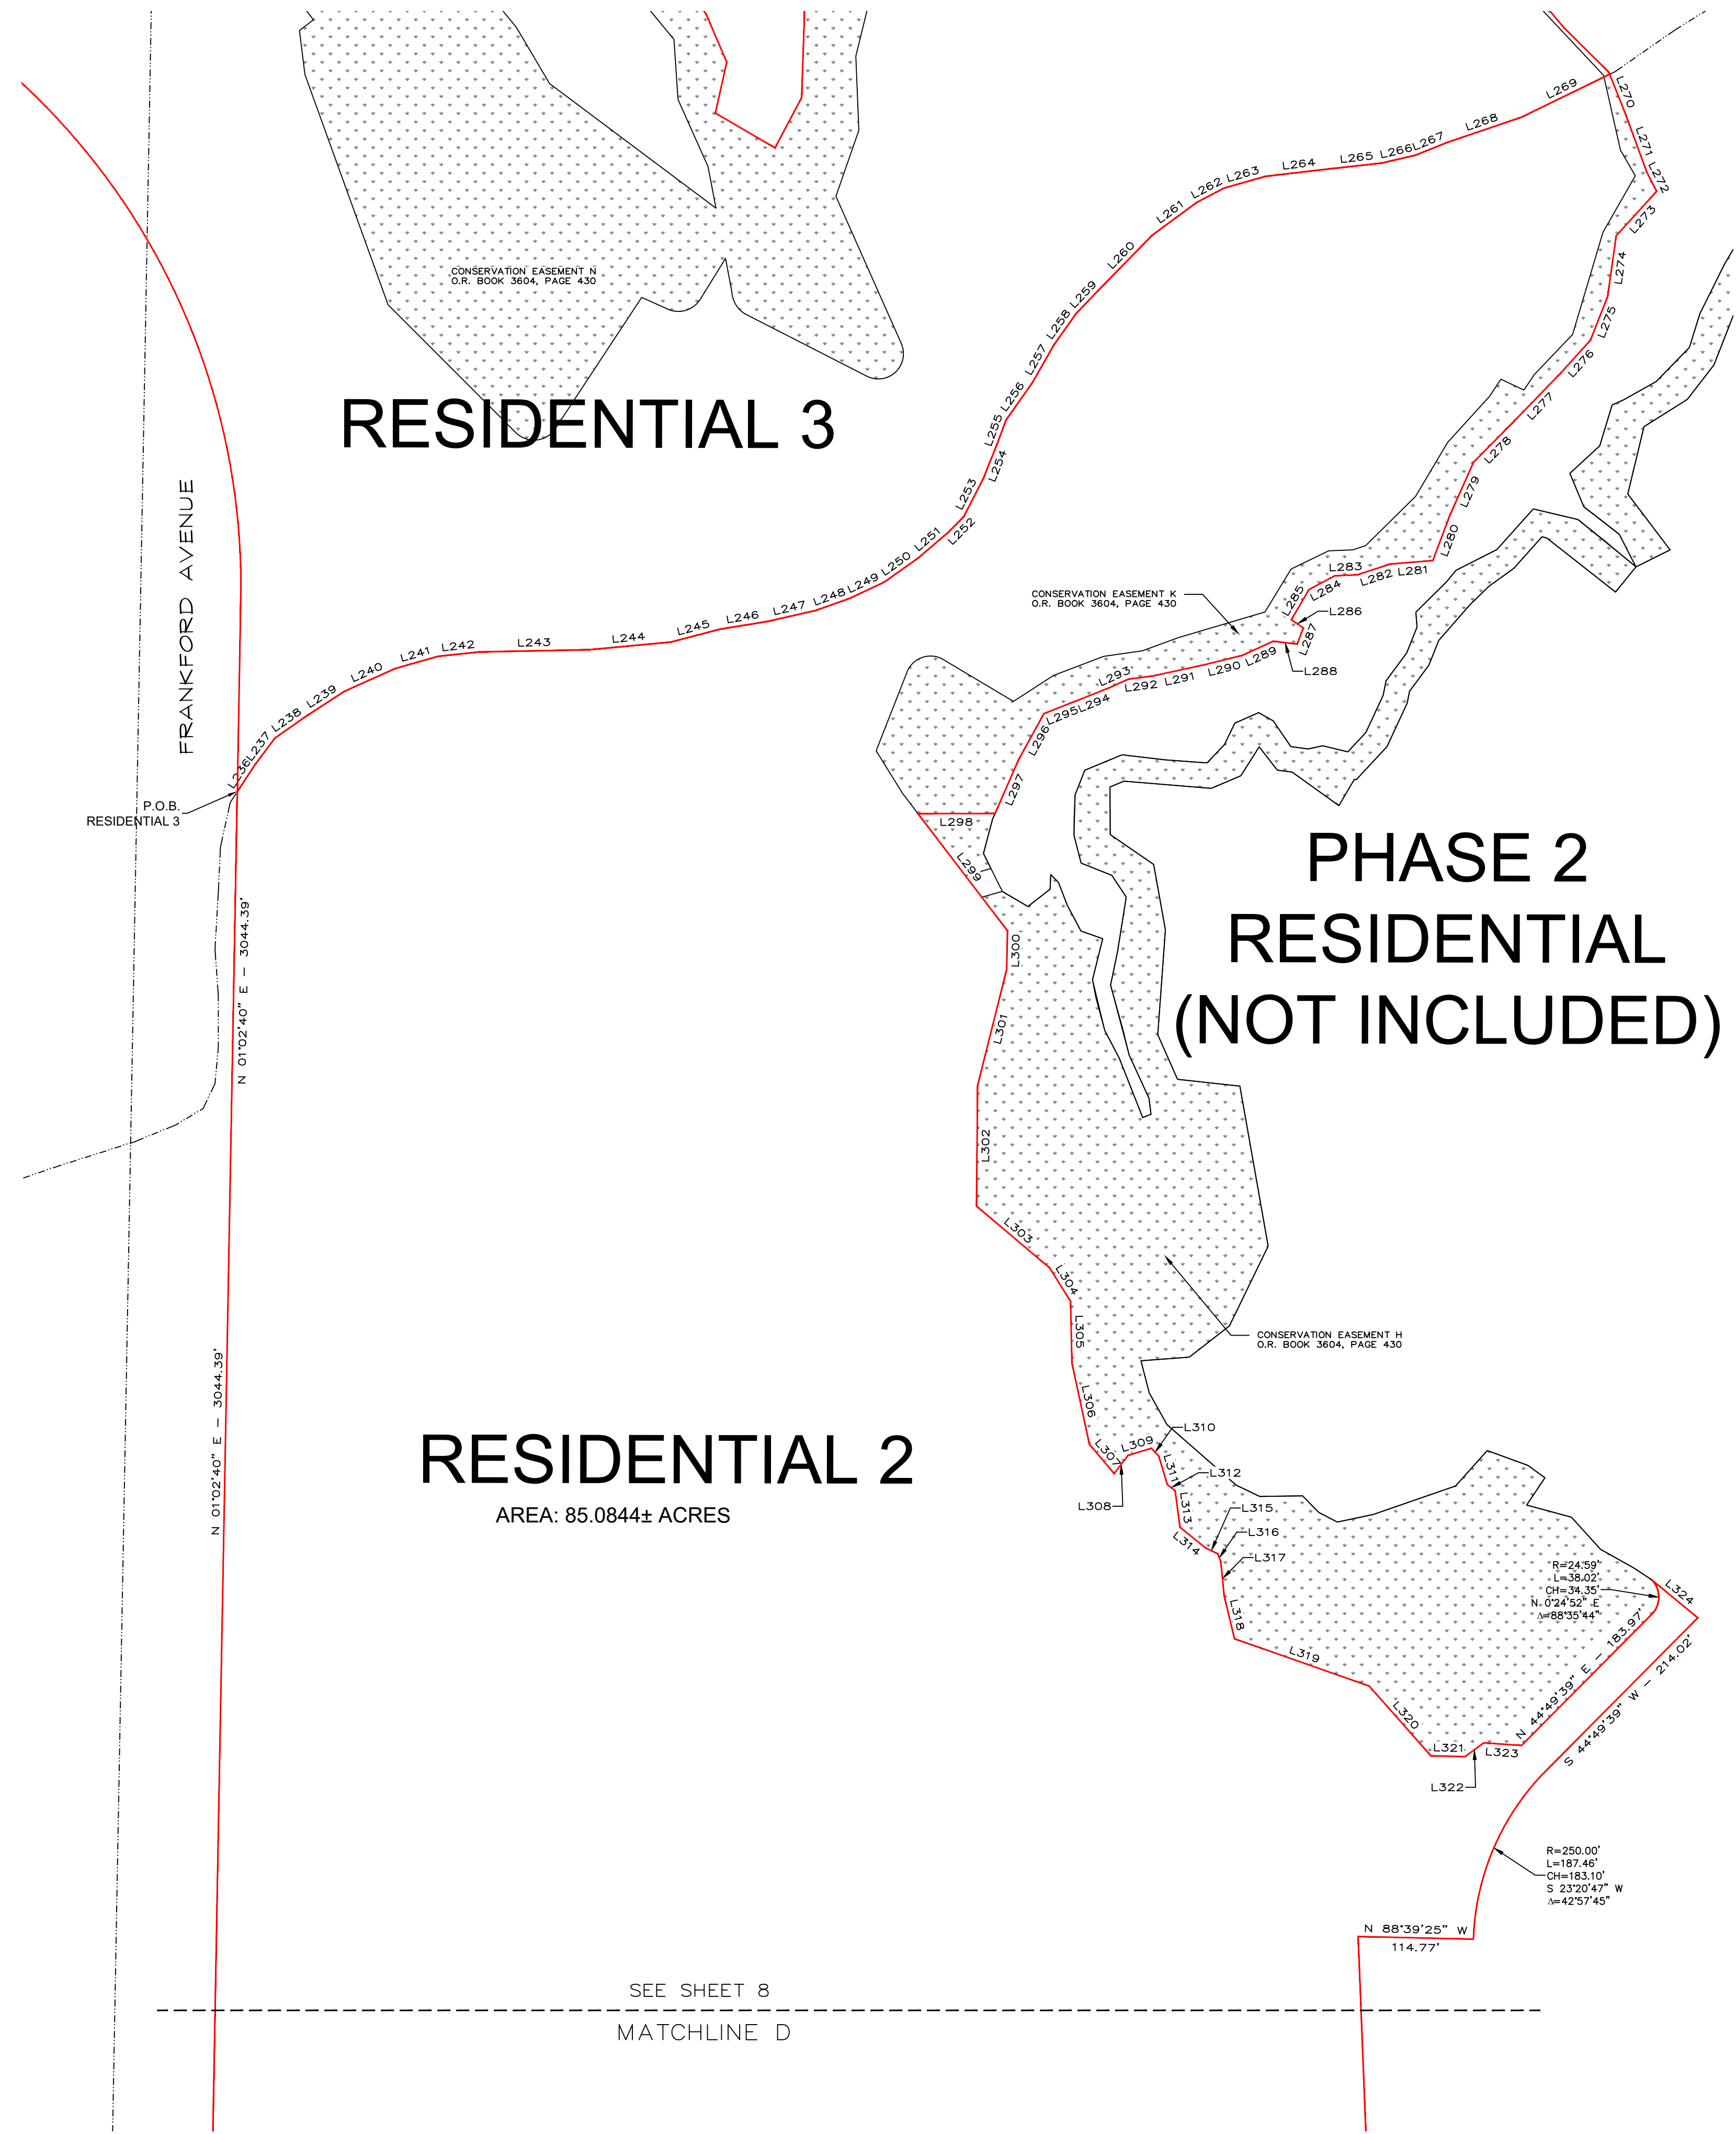 L269
L270
L268
L267
L266
L265
L264
L263
L262
L261
L271
L272
L273
L260
L274
CONSERVATION EASEMENT N
O.R. BOOK 3604, PAGE 430
L259
L258
L275
L257
L276
L256
L277
RESIDENTIAL 3
L255
L278
L254
L253
L279
FRANKFORD AVENUE
L252
L251
L280
L250
L283
L281
L282
L249
L284
CONSERVATION EASEMENT K
O.R. BOOK 3604, PAGE 430
L248
L285
L247
L286
L246
L245
L287
L244
L243
L242
L241
L240
L289
L290
L288
L293
L291
L292
L239
L294
L295
L238
L296
L237
L236
L297
P.O.B.
RESIDENTIAL 3
L298
L299
PHASE 2
RESIDENTIAL
(NOT INCLUDED)
L300
N 01°02'40" E – 3044.39'
L301
L302
L303
L304
L305
CONSERVATION EASEMENT H
O.R. BOOK 3604, PAGE 430
N 01°02'40" E – 3044.39'
L306
L310
RESIDENTIAL 2
L309
L307
L311
L312
L308
L313
AREA: 85.0844± ACRES
L315
L316
L314
L317
R=24.59'
L=38.02'
CH=34.35'
N 0°24'52" E
Δ=88°35'44"
L324
L318
L319
N 44°49'39" E – 183.97'
S 44°49'39" W – 214.02'
L320
L321
L323
L322
R=250.00'
L=187.46'
CH=183.10'
S 23°20'47" W
Δ=42°57'45"
N 88°39'25" W
114.77'
SEE SHEET 8
MATCHLINE D